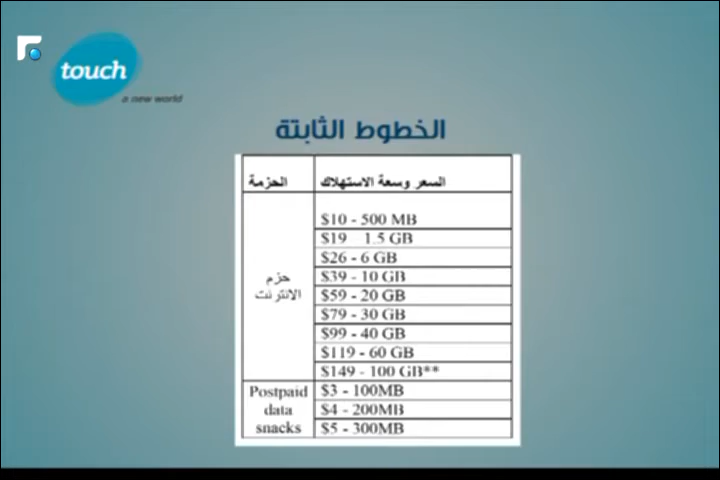 touch
a new world
الخطوط الثابتة
الحزمة
السعر وسعة الاستهلاك
حزم
الانترنت
$10 - 500 MB
$19 1.5 GB
$26 - 6 GB
$39 - 10 GB
$59 - 20 GB
$79 - 30 GB
$99 - 40 GB
$119 - 60 GB
$149 - 100 GB**
Postpaid
data
snacks
$3 - 100MB
$4 - 200MB
$5 - 300MB